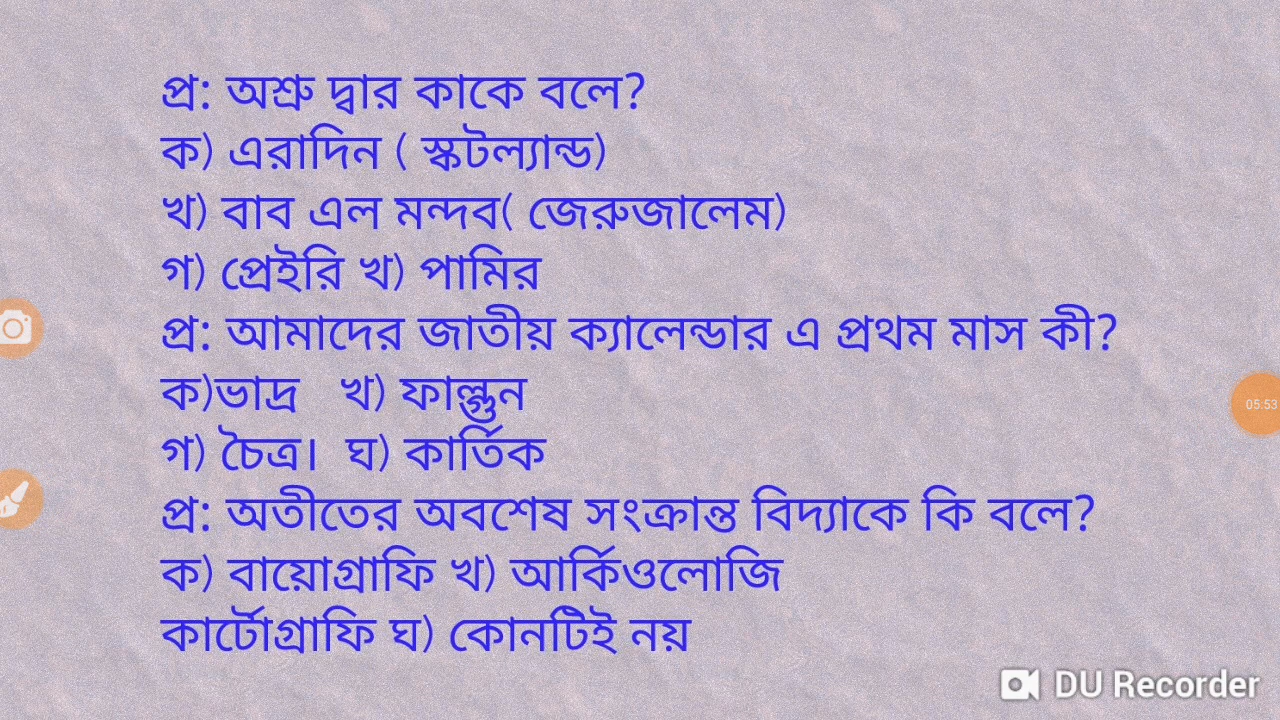 প্র: অশ্রু দ্বার কাকে বলে?
ক) এরাদিন ( স্কটল্যান্ড)
খ) বাব এল মন্দব( জেরুজালেম)
গ) প্রেইরি খ) পামির
প্র: আমাদের জাতীয় ক্যালেন্ডার এ প্রথম মাস কী?
ক)ভাদ্র   খ) ফাল্গুন
গ) চৈত্র।  ঘ) কার্তিক
প্র: অতীতের অবশেষ সংক্রান্ত বিদ্যাকে কি বলে?
ক) বায়োগ্রাফি খ) আর্কিওলোজি
কার্টোগ্রাফি ঘ) কোনটিই নয়
05:53
DU Recorder